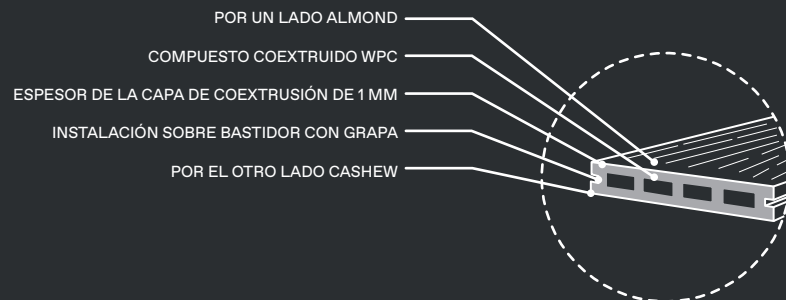 POR UN LADO ALMOND
COMPUESTO COEXTRUIDO WPC
ESPESOR DE LA CAPA DE COEXTRUSIÓN DE 1 MM
INSTALACIÓN SOBRE BASTIDOR CON GRAPA
POR EL OTRO LADO CASHEW